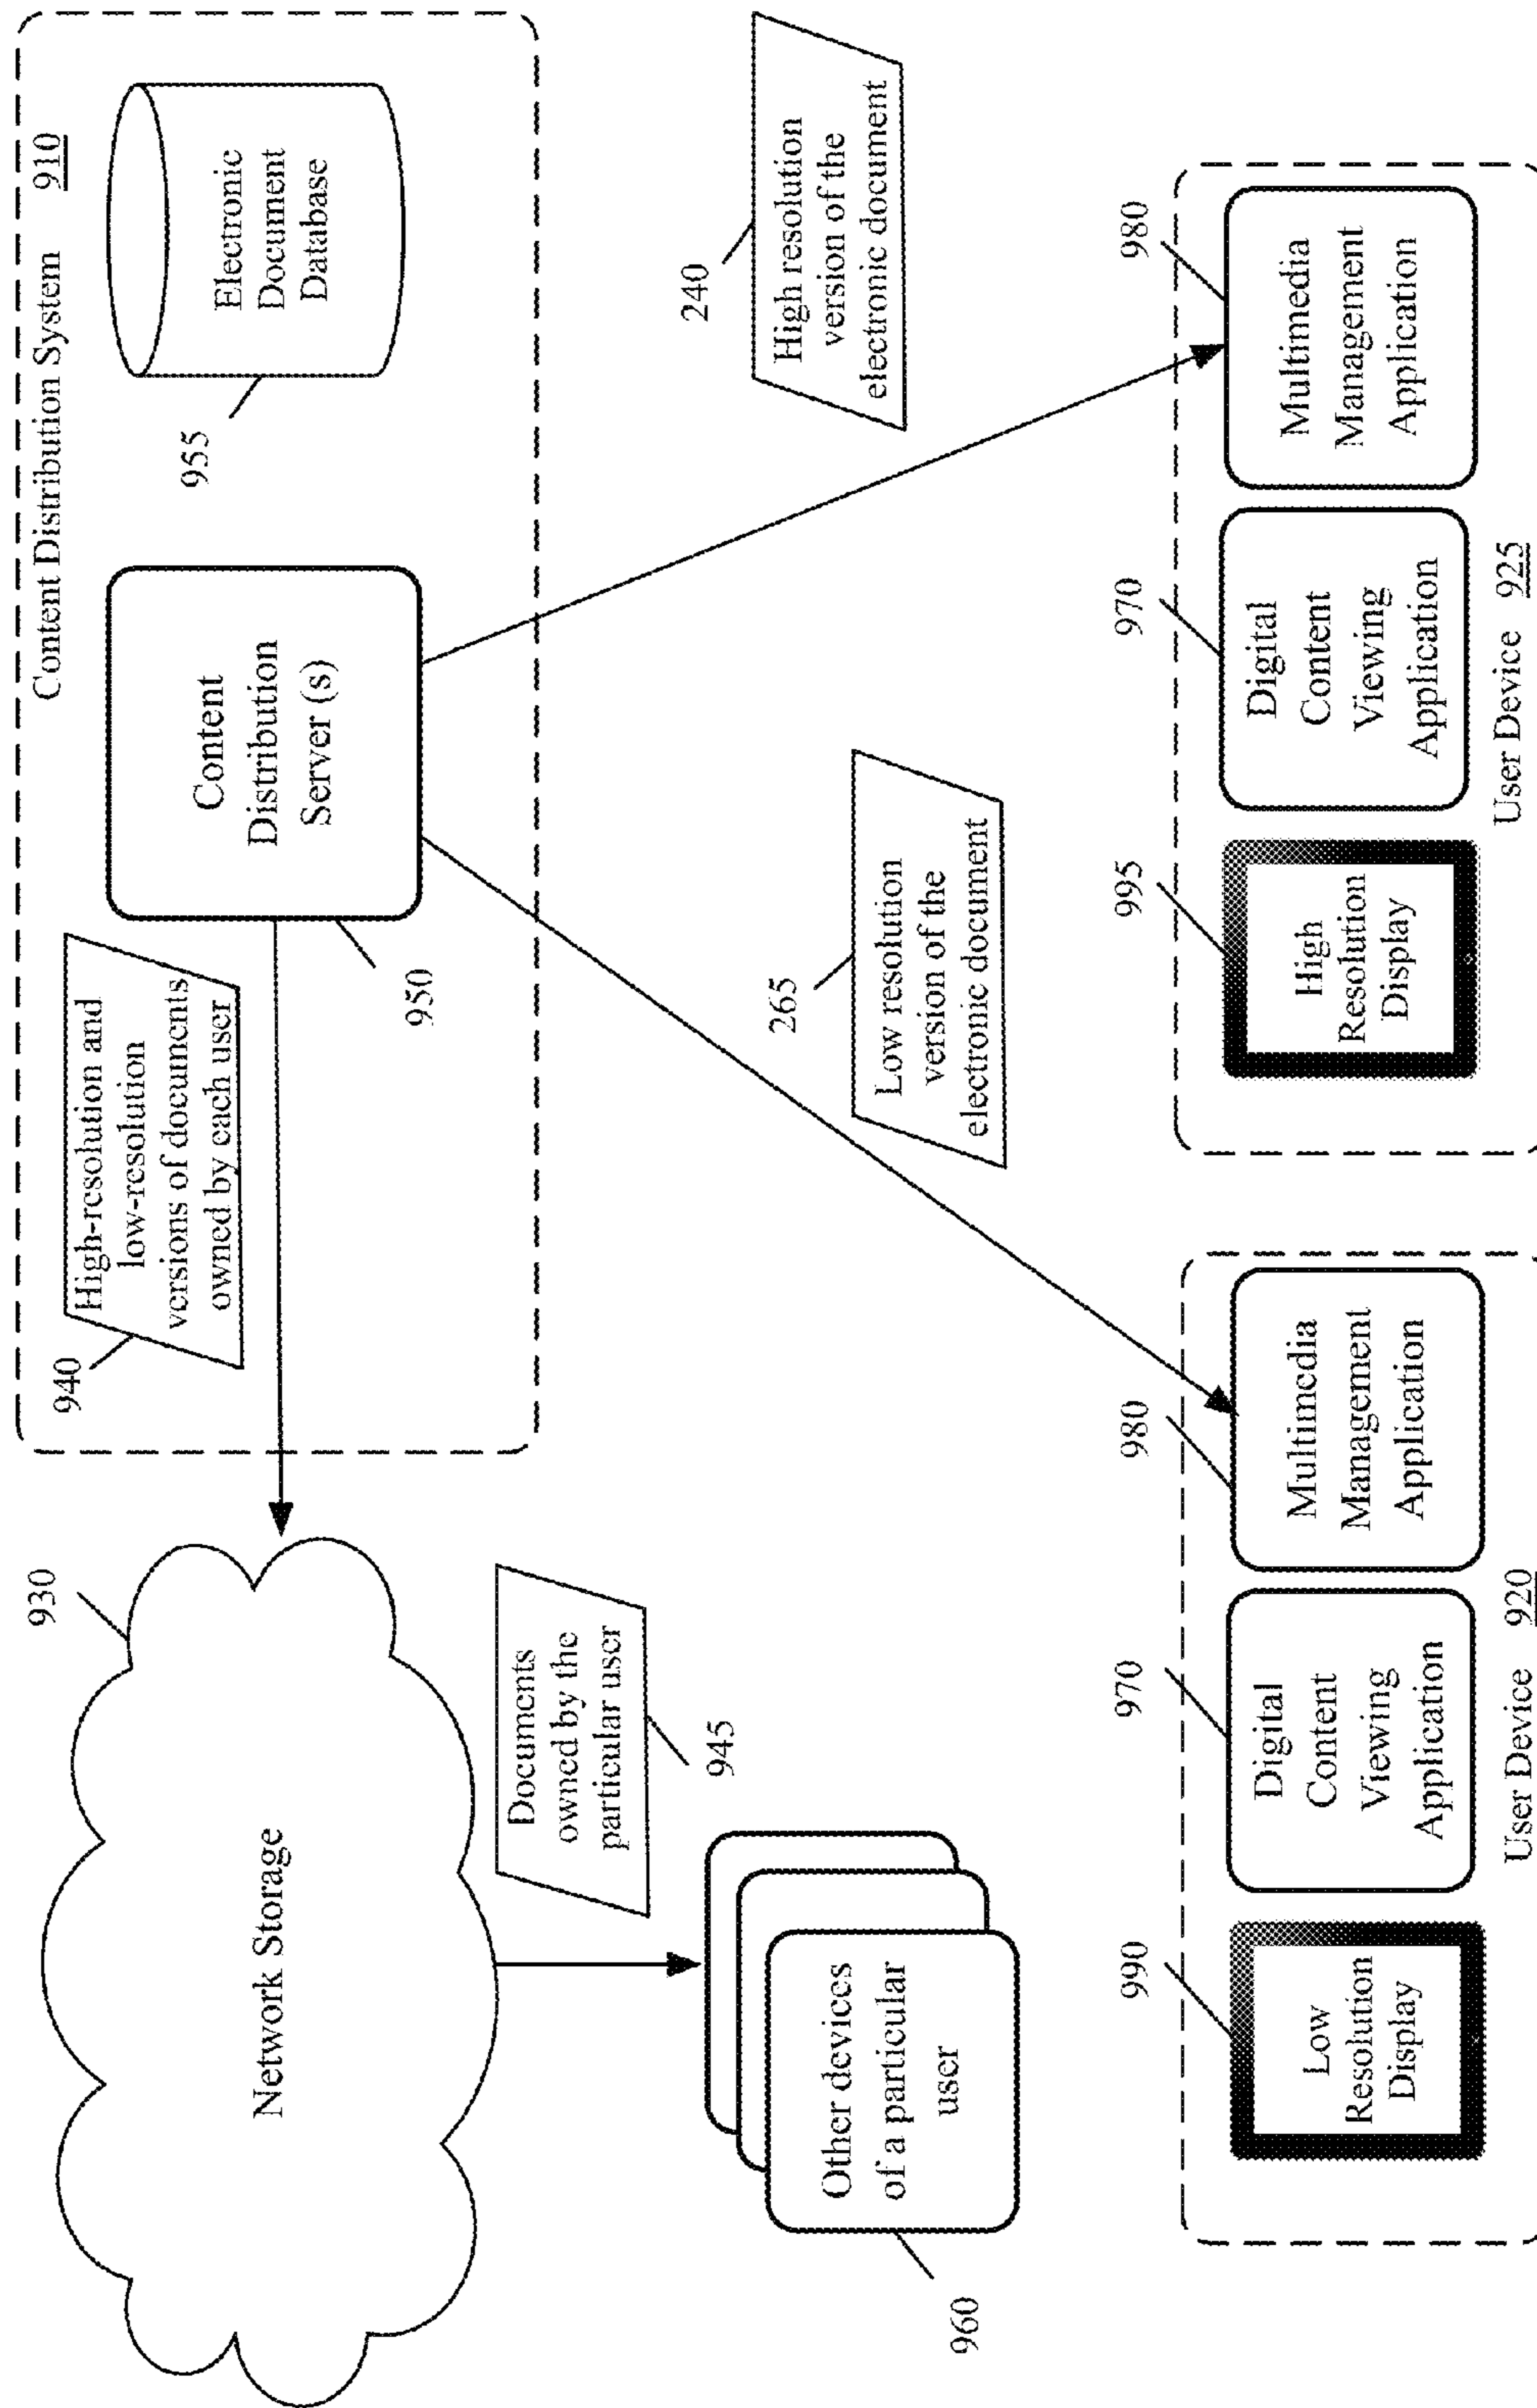 Content Distribution System 910
Network Storage
930
High-resolution and
low-resolution
versions of documents
owned by each user
940
Content
Distribution
Server (s)
950
Electronic
Document
Database
955
Documents
owned by the
particular user
945
Other devices
of a particular
user
960
Low resolution
version of the
electronic document
265
High resolution
version of the
electronic document
240
990
Low
Resolution
Display
970
Digital
Content
Viewing
Application
980
Multimedia
Management
Application
User Device 920
995
High
Resolution
Display
970
Digital
Content
Viewing
Application
980
Multimedia
Management
Application
User Device 925